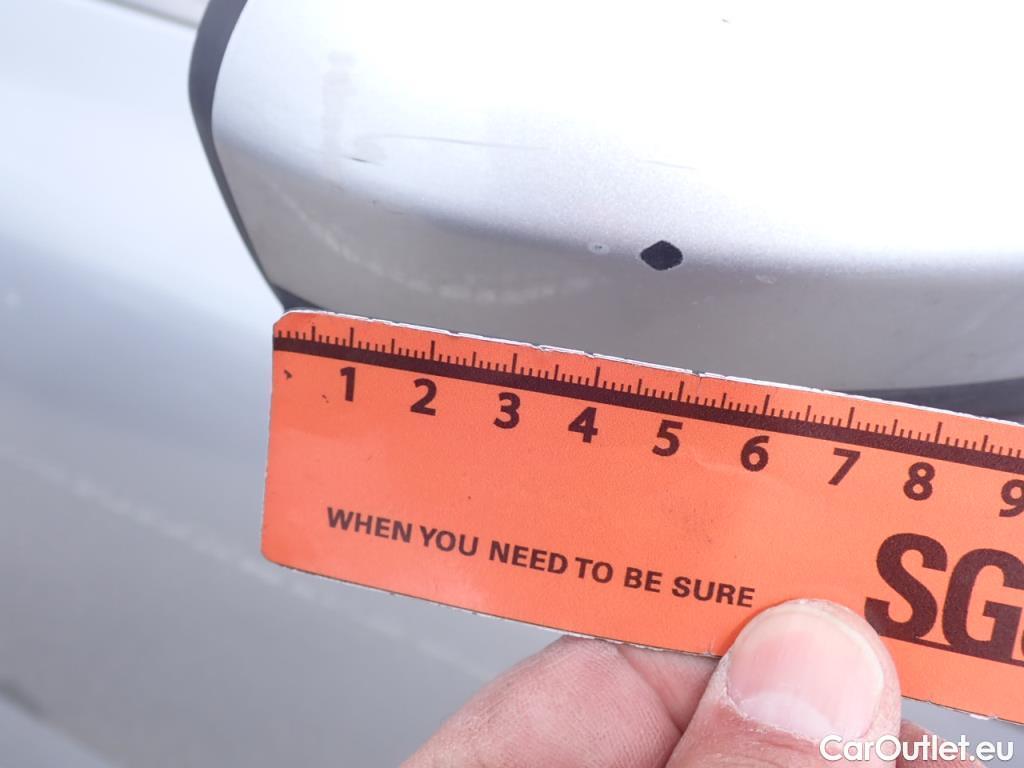 1 2 3 4 5 6 7 8 9
WHEN YOU NEED TO BE SURE
SG
CarOutlet.eu